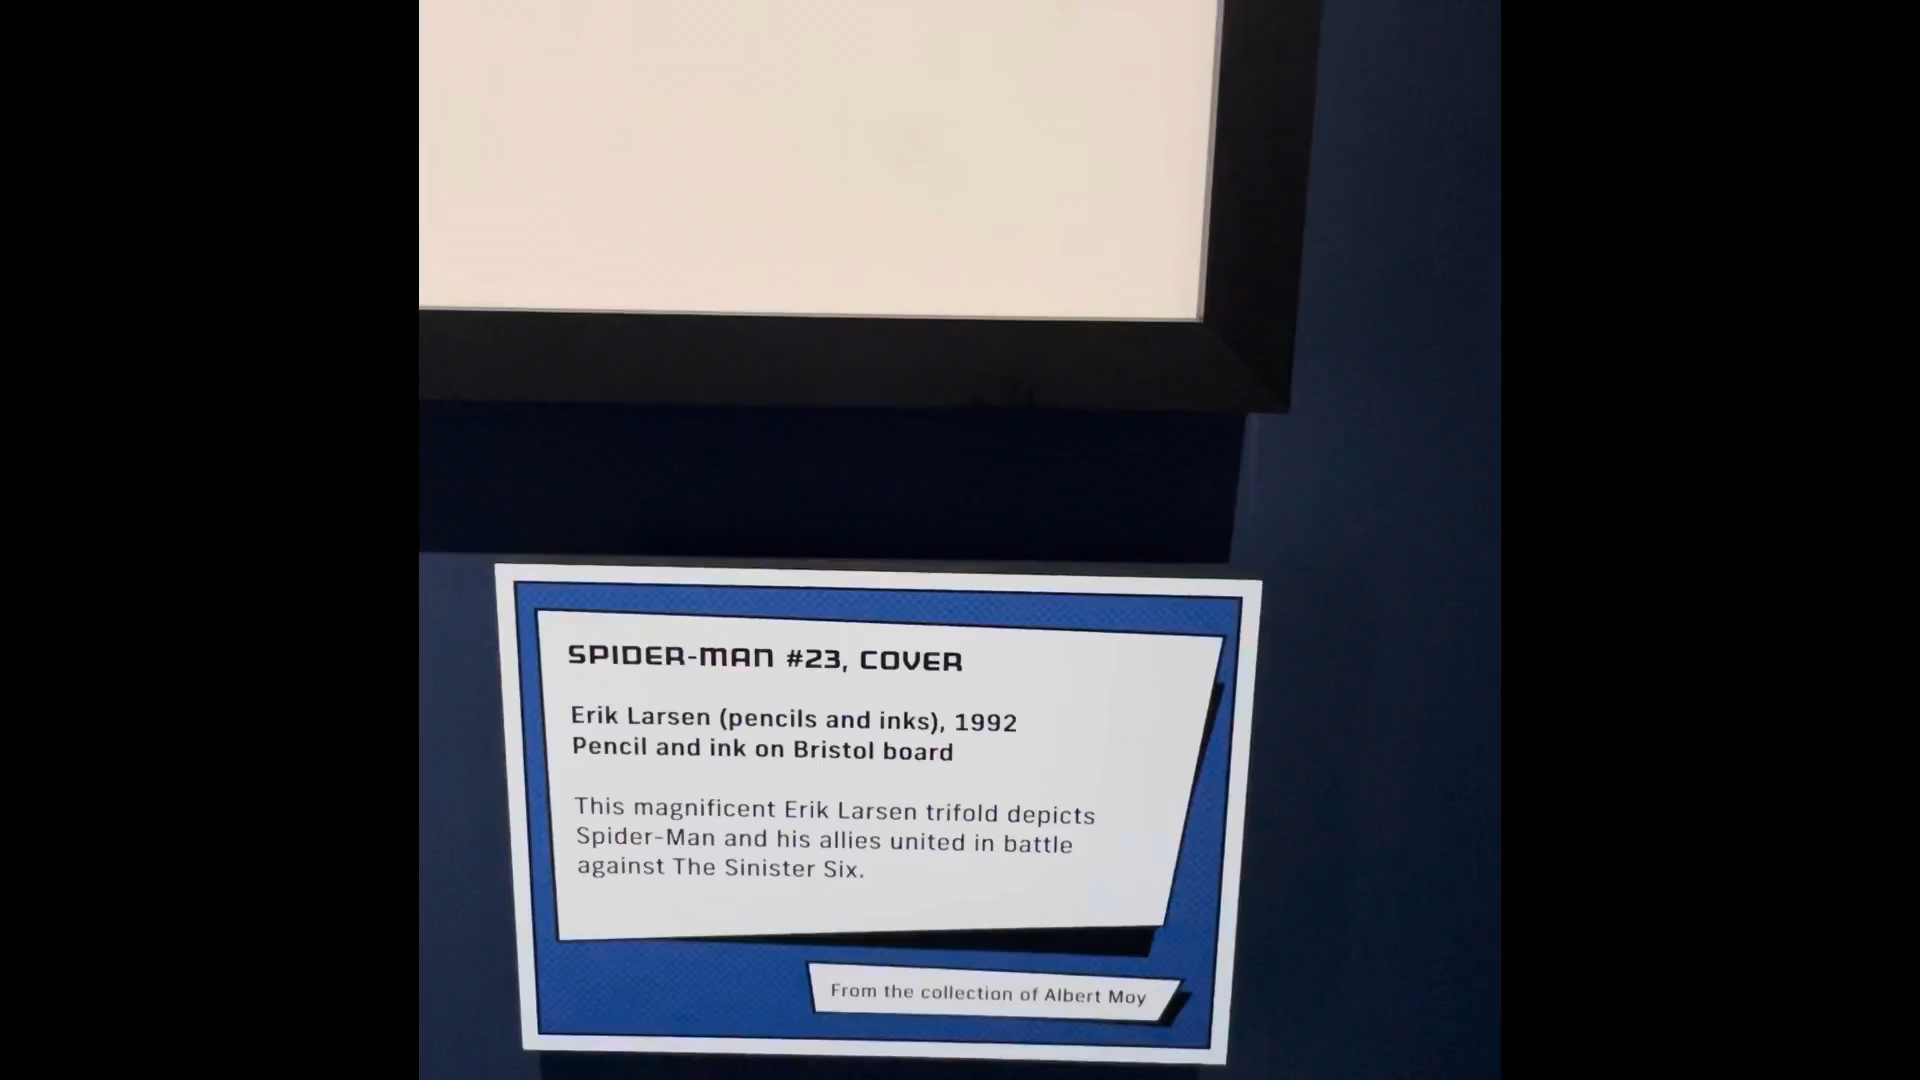 SPIDER-MAN #23, COVER
Erik Larsen (pencils and inks), 1992
Pencil and ink on Bristol board
This magnificent Erik Larsen trifold depicts
Spider-Man and his allies united in battle
against The Sinister Six.
From the collection of Albert Moy